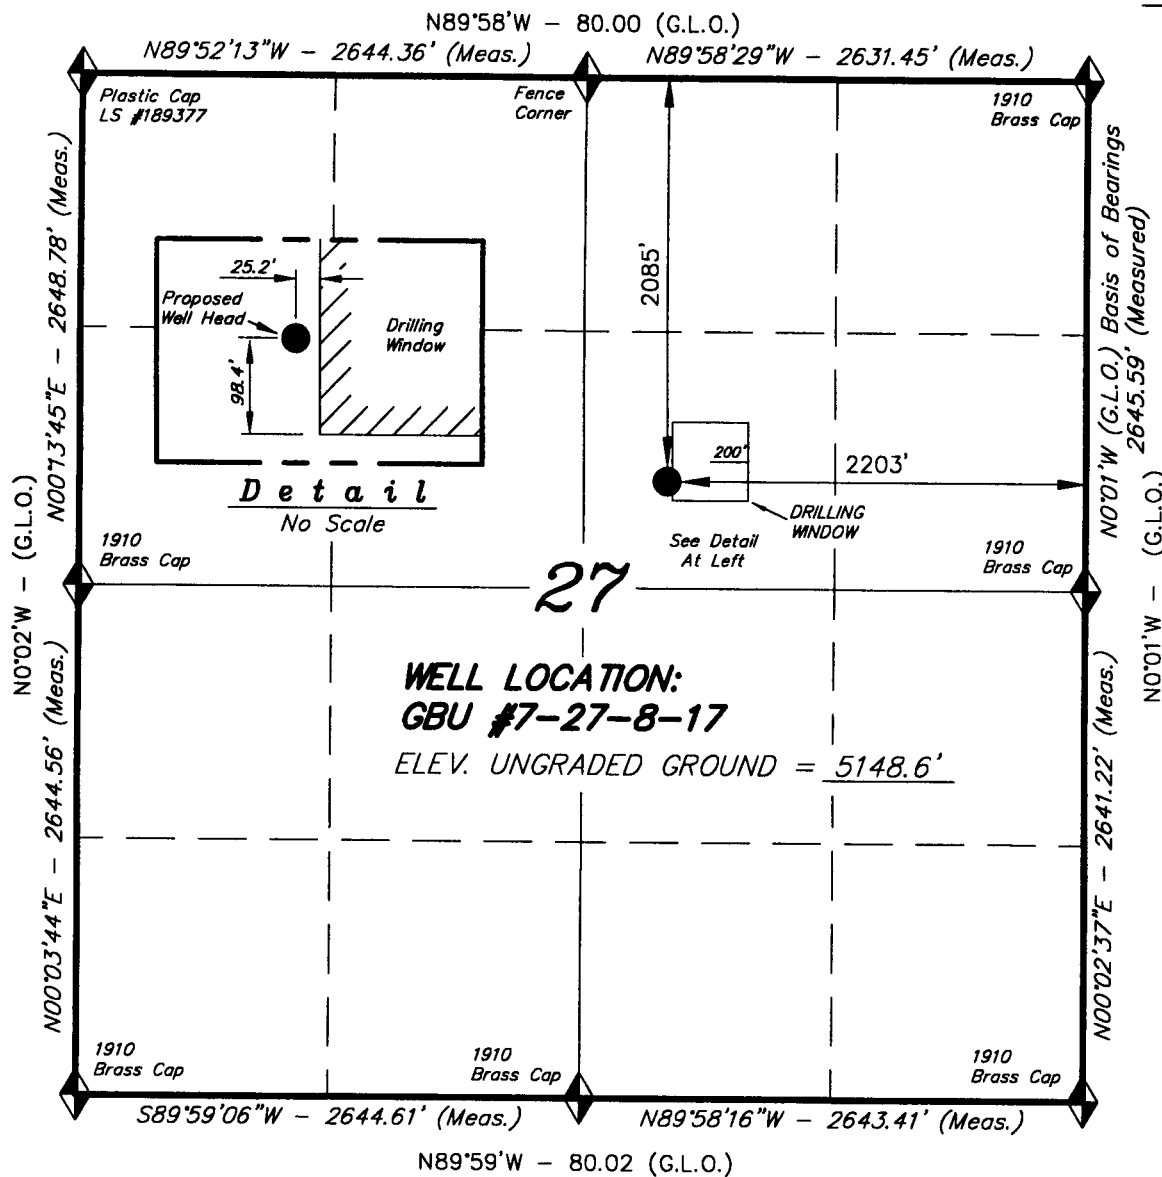 N89°58'W - 80.00 (G.L.O.)
N89°52'13"W - 2644.36' (Meas.)
N89°58'29"W - 2631.45' (Meas.)
Plastic Cap
LS #189377
Fence
Corner
1910
Brass Cap
N00°13'45"E - 2648.78' (Meas.)
N0°01'W (G.L.O.) Basis of Bearings
2645.59' (Measured)
2085'
25.2'
Proposed
Well Head
Drilling
Window
98.4'
Detail
No Scale
200'
2203'
DRILLING
WINDOW
See Detail
At Left
1910
Brass Cap
1910
Brass Cap
N0°02'W - (G.L.O.)
N0°01'W - (G.L.O.)
27
WELL LOCATION:
GBU #7-27-8-17
ELEV. UNGRADED GROUND = 5148.6'
N00°03'44"E - 2644.56' (Meas.)
N00°02'37"E - 2641.22' (Meas.)
1910
Brass Cap
1910
Brass Cap
1910
Brass Cap
S89°59'06"W - 2644.61' (Meas.)
N89°58'16"W - 2643.41' (Meas.)
N89°59'W - 80.02 (G.L.O.)